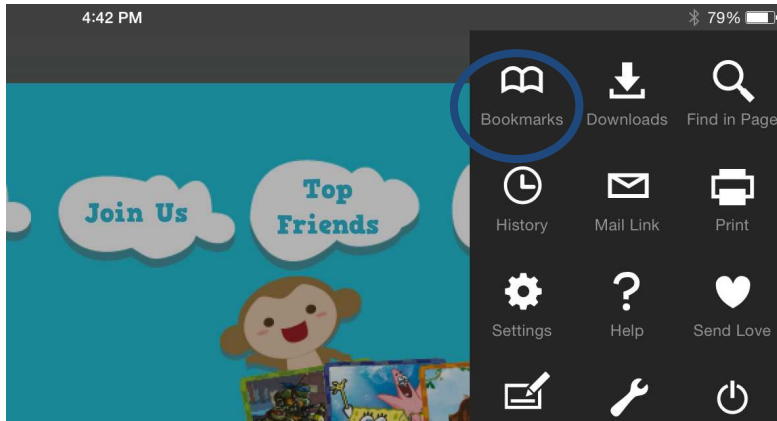 4:42 PM
79%
Bookmarks
Downloads
Find in Page
Join Us
Top
Friends
History
Mail Link
Print
Settings
Help
Send Love